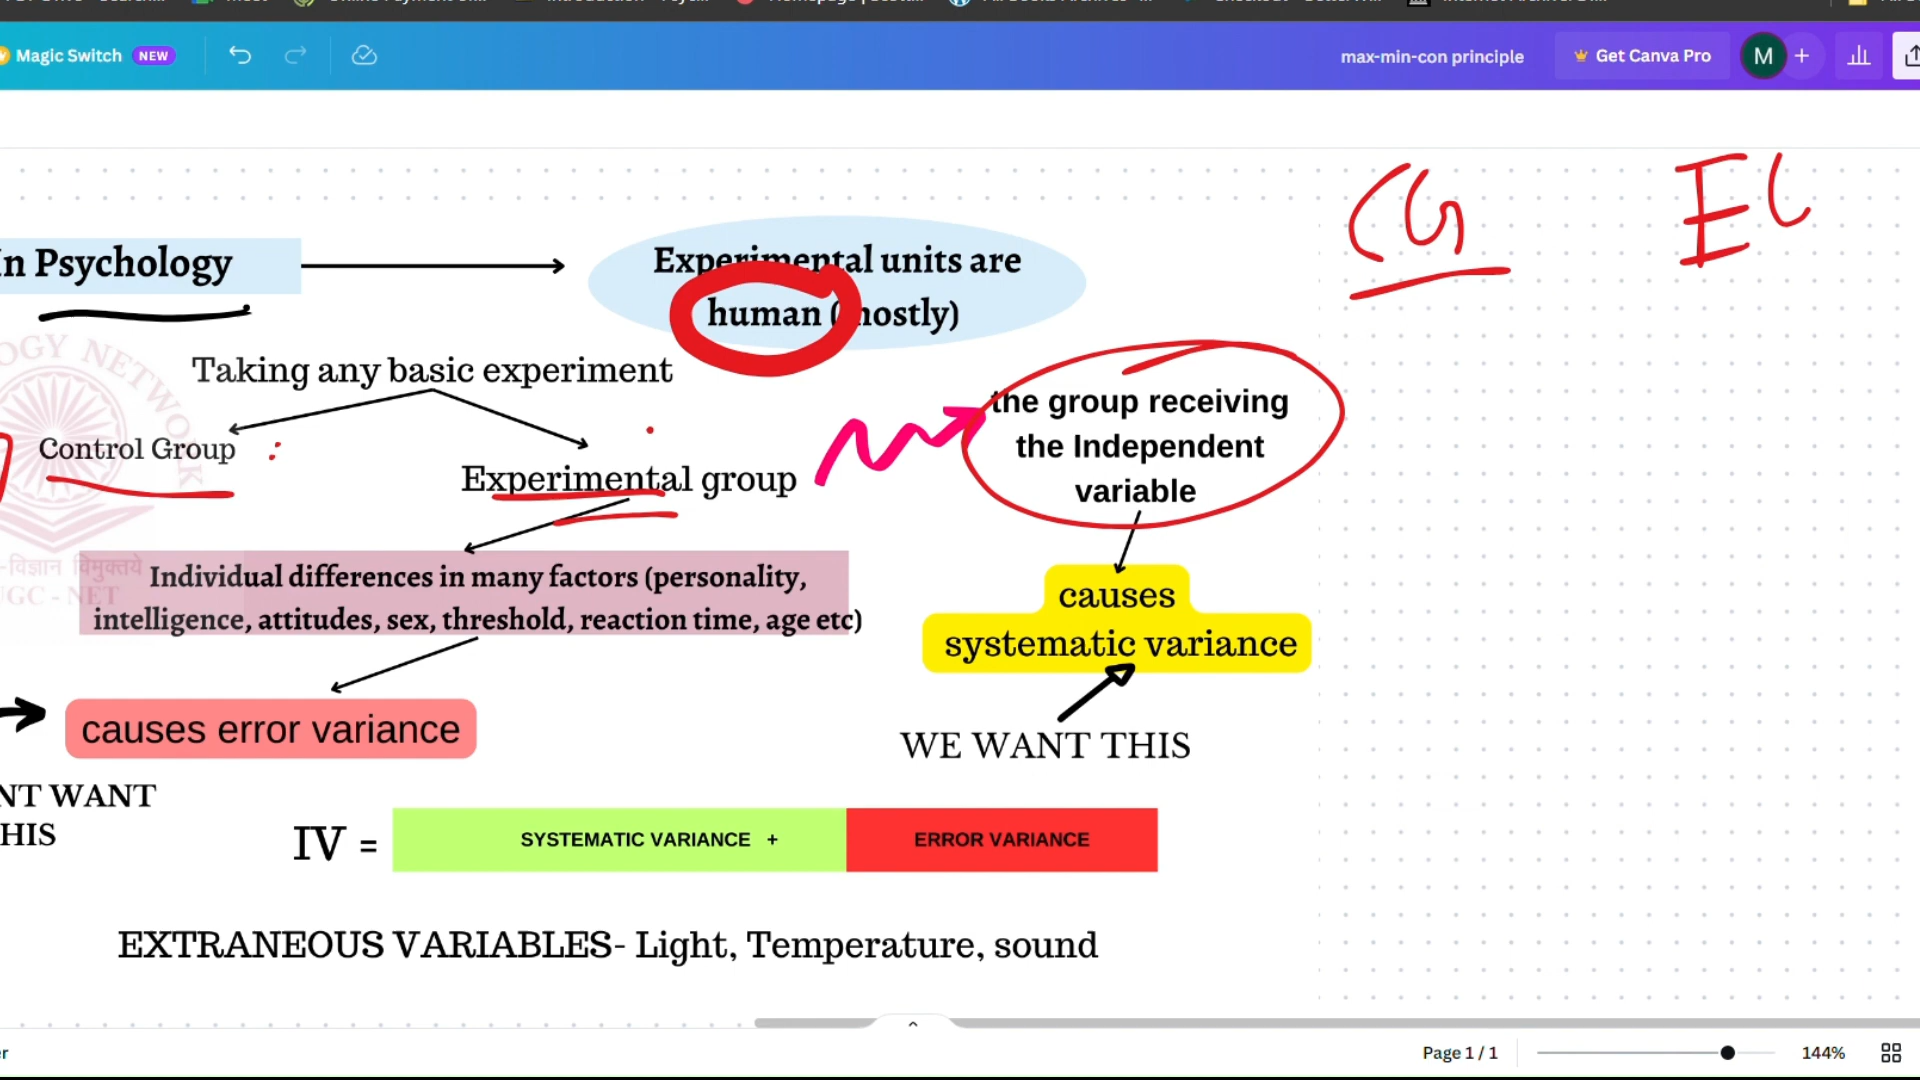 Magic Switch NEW
max-min-con principle
Get Canva Pro
M
CG
In Psychology
Experimental units are
human (mostly)
Taking any basic experiment
Control Group :
Experimental group
the group receiving
the Independent
variable
Individual differences in many factors (personality,
intelligence, attitudes, sex, threshold, reaction time, age etc)
causes
systematic variance
causes error variance
WE WANT THIS
WANT
IV =
SYSTEMATIC VARIANCE +
ERROR VARIANCE
EXTRANEOUS VARIABLES- Light, Temperature, sound
Page 1 / 1
144%